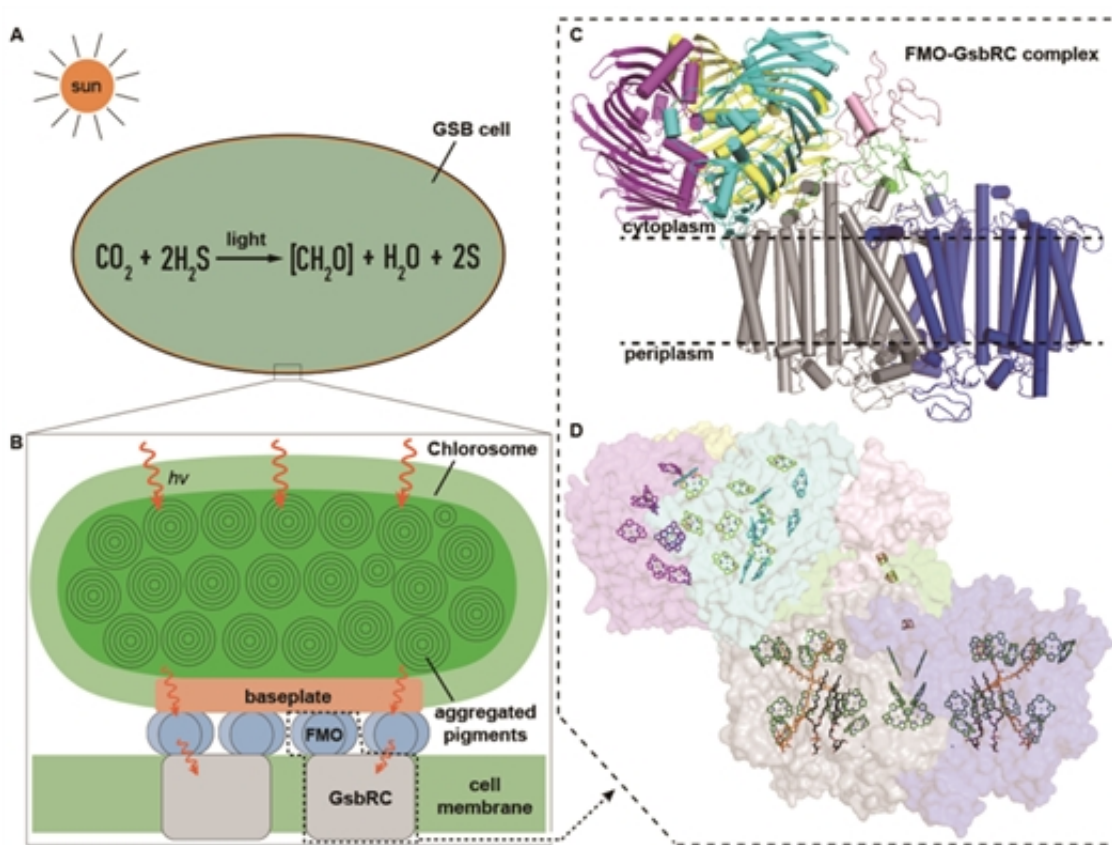 A
sun
GSB cell
CO₂ + 2H₂S light → [CH₂O] + H₂O + 2S
B
hv
Chlorosome
baseplate
aggregated
pigments
FMO
GsbRC
cell
membrane
C
FMO-GsbRC complex
cytoplasm
periplasm
D